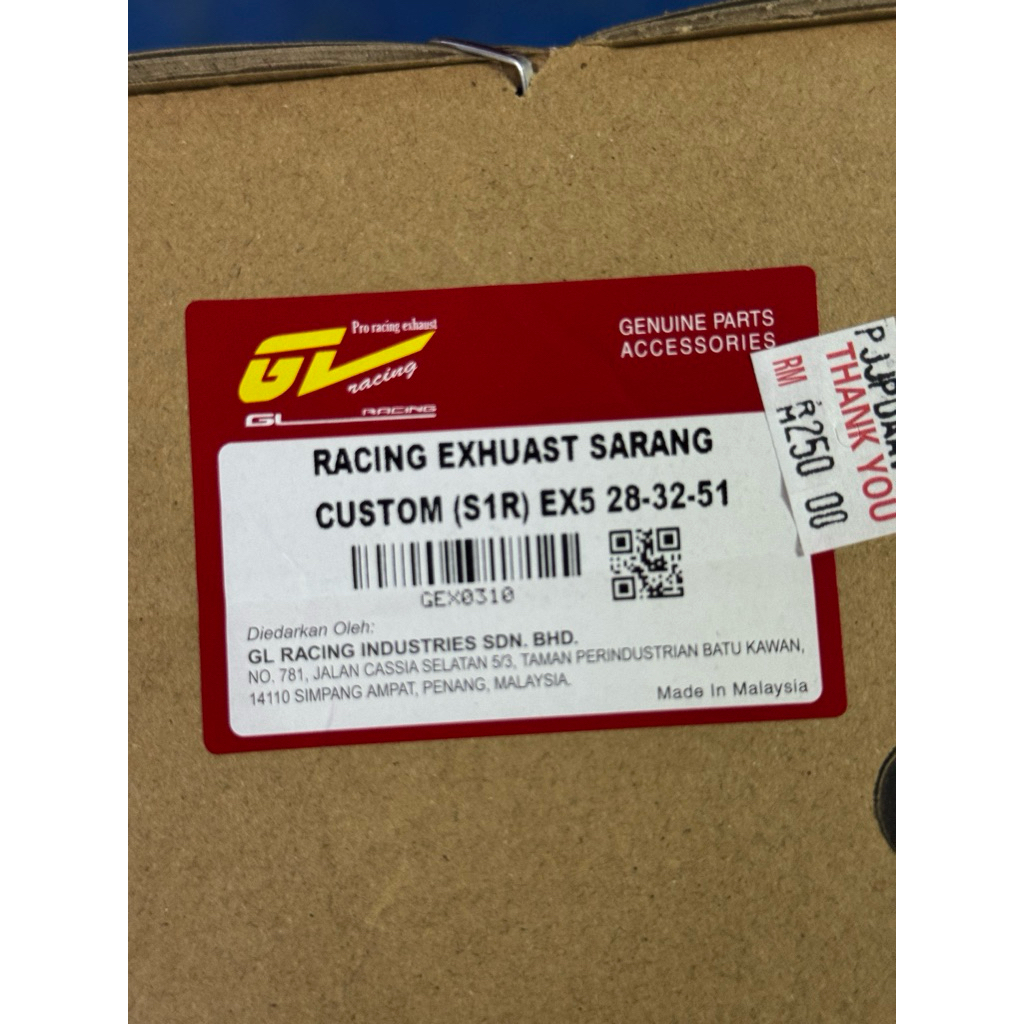 Pro racing exhaust
GL
racing
GL RACING
GENUINE PARTS
ACCESSORIES
RACING EXHUAST SARANG
CUSTOM (S1R) EX5 28-32-51
GEX0310
Diedarkan Oleh:
GL RACING INDUSTRIES SDN. BHD.
NO. 781, JALAN CASSIA SELATAN 5/3, TAMAN PERINDUSTRIAN BATU KAWAN,
14110 SIMPANG AMPAT, PENANG, MALAYSIA.
Made In Malaysia
THANK YOU
RM RM250 00